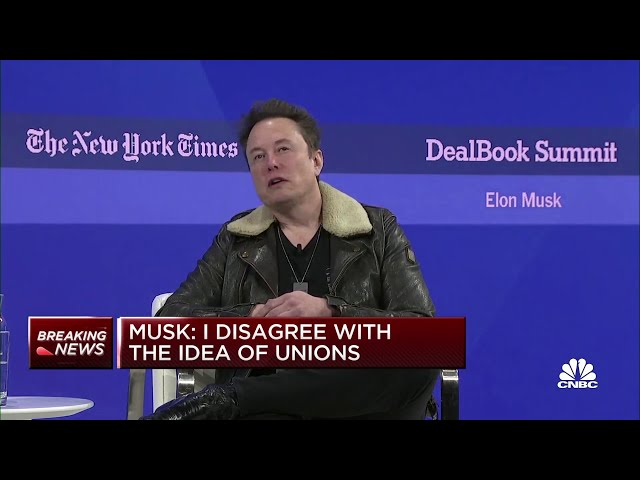 The New York Times
DealBook Summit
Elon Musk
BREAKING
NEWS
MUSK: I DISAGREE WITH
THE IDEA OF UNIONS
CNBC